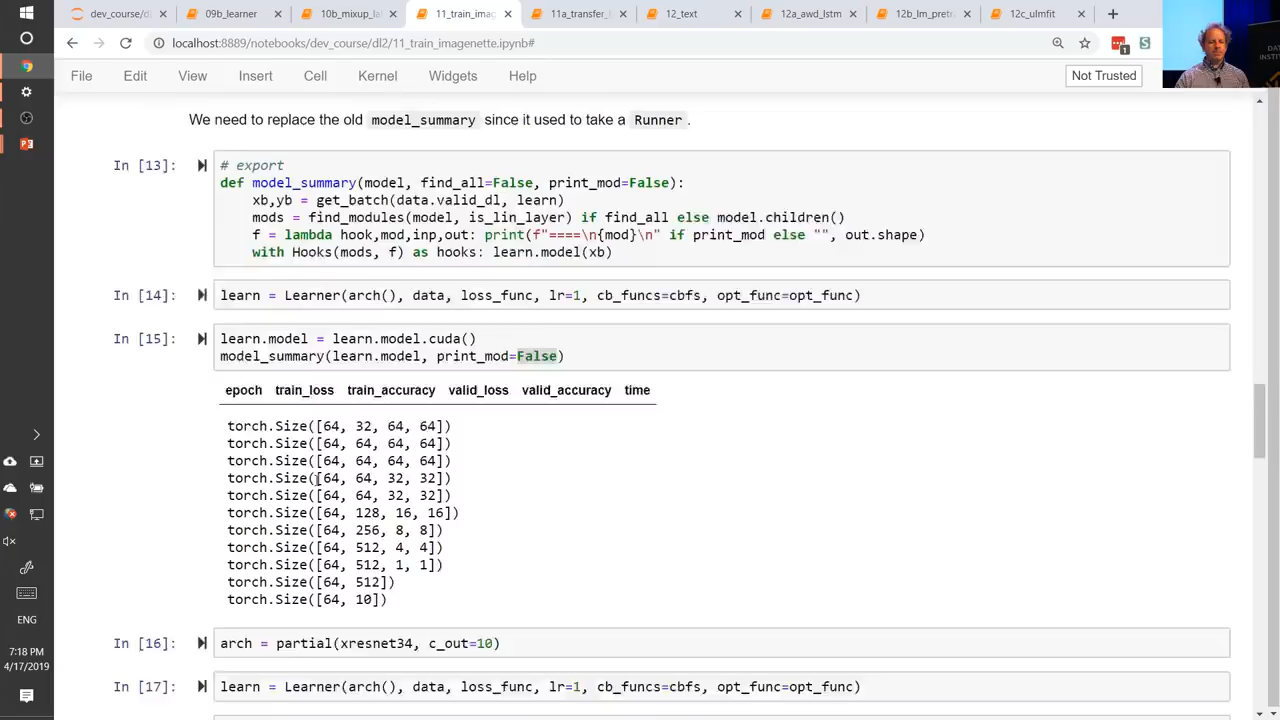 dev_course/dl
09b_learner
10b_mixup_la
11_train_imag
11a_transfer_l
12_text
12a_awd_lstm
12b_lm_pretr
12c_ulmfit
localhost:8889/notebooks/dev_course/dl2/11_train_imagenette.ipynb#
File Edit View Insert Cell Kernel Widgets Help
Not Trusted
We need to replace the old model_summary since it used to take a Runner.
In [13]:
# export
def model_summary(model, find_all=False, print_mod=False):
xb,yb = get_batch(data.valid_dl, learn)
mods = find_modules(model, is_lin_layer) if find_all else model.children()
f = lambda hook,mod,inp,out: print(f"====\n{mod}\n" if print_mod else "", out.shape)
with Hooks(mods, f) as hooks: learn.model(xb)
In [14]: learn = Learner(arch(), data, loss_func, lr=1, cb_funcs=cbfs, opt_func=opt_func)
In [15]: learn.model = learn.model.cuda()
model_summary(learn.model, print_mod=False)
epoch train_loss train_accuracy valid_loss valid_accuracy time
torch.Size([64, 32, 64, 64])
torch.Size([64, 64, 64, 64])
torch.Size([64, 64, 64, 64])
torch.Size([64, 64, 32, 32])
torch.Size([64, 64, 32, 32])
torch.Size([64, 128, 16, 16])
torch.Size([64, 256, 8, 8])
torch.Size([64, 512, 4, 4])
torch.Size([64, 512, 1, 1])
torch.Size([64, 512])
torch.Size([64, 10])
In [16]: arch = partial(xresnet34, c_out=10)
In [17]: learn = Learner(arch(), data, loss_func, lr=1, cb_funcs=cbfs, opt_func=opt_func)
ENG
7:18 PM
4/17/2019
DAT
INSTIT
1